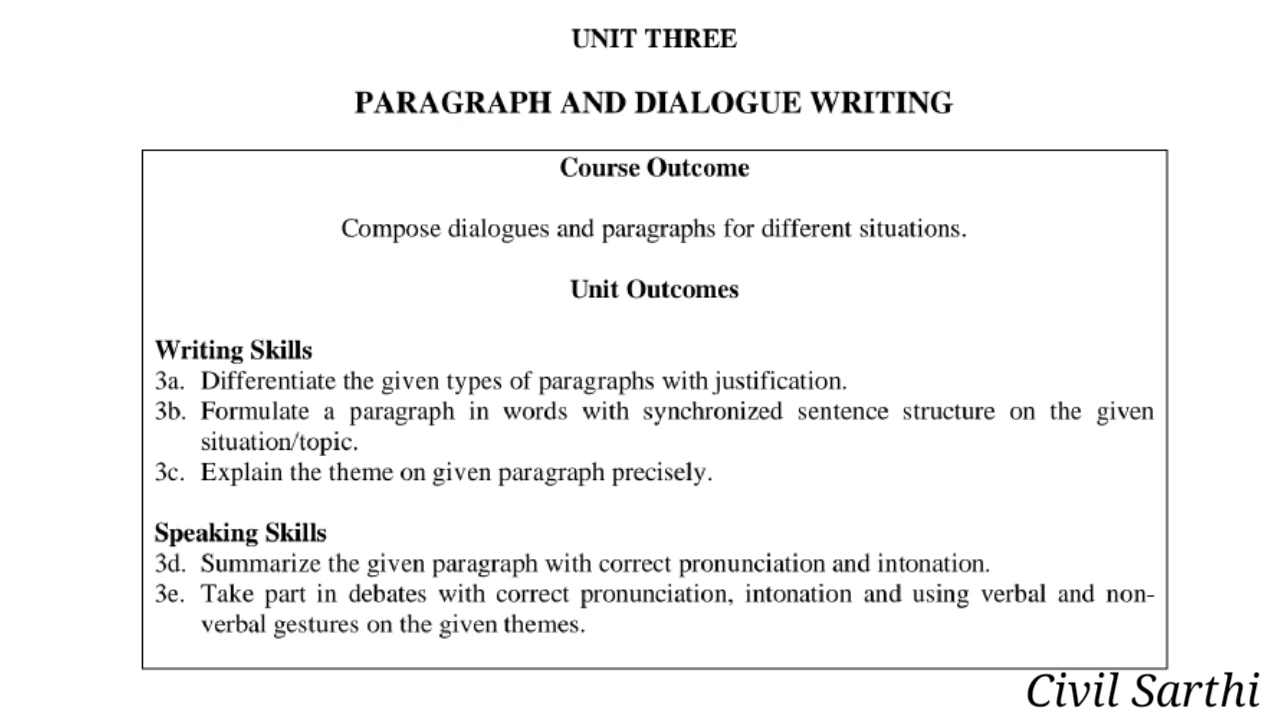 UNIT THREE
PARAGRAPH AND DIALOGUE WRITING
Course Outcome
Compose dialogues and paragraphs for different situations.
Unit Outcomes
Writing Skills
3a. Differentiate the given types of paragraphs with justification.
3b. Formulate a paragraph in words with synchronized sentence structure on the given
situation/topic.
3c. Explain the theme on given paragraph precisely.
Speaking Skills
3d. Summarize the given paragraph with correct pronunciation and intonation.
3e. Take part in debates with correct pronunciation, intonation and using verbal and non-
verbal gestures on the given themes.
Civil Sarthi